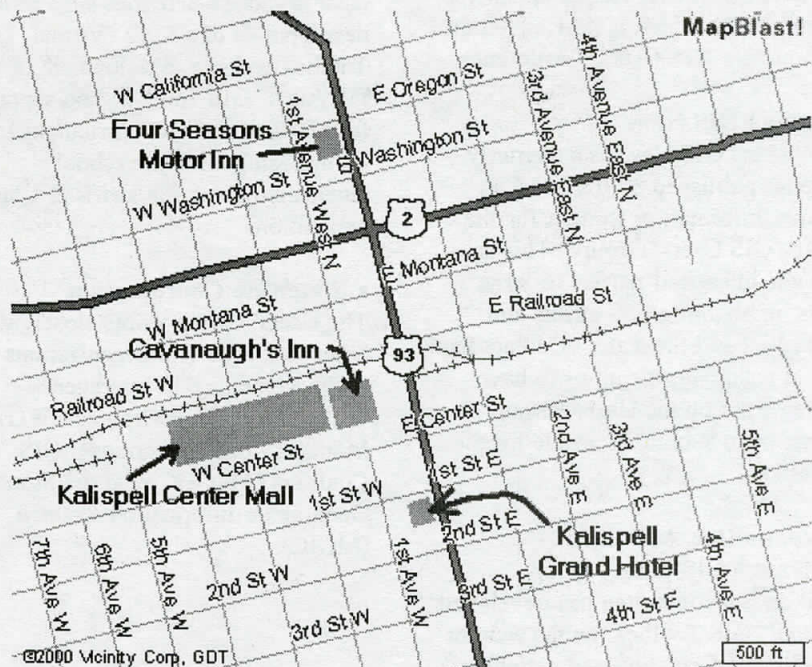 MapBlast!
W California St
E Oregon St
3rd Avenue East N
4th Avenue East N
Four Seasons
Motor Inn
1st Avenue West N
Washington St
W Washington St
2
E Montana St
E Railroad St
W Montana St
Cavanaugh's Inn
93
Railroad St W
E Center St
W Center St
Kalispell Center Mall
1st St W
1st St E
2nd St E
2nd Ave E
3rd Ave E
5th Ave E
Kalispell
Grand Hotel
7th Ave W
6th Ave W
5th Ave W
2nd St W
1st Ave W
3rd St E
4th Ave E
3rd St W
4th St E
©2000 Vicinity Corp, GDT
500 ft